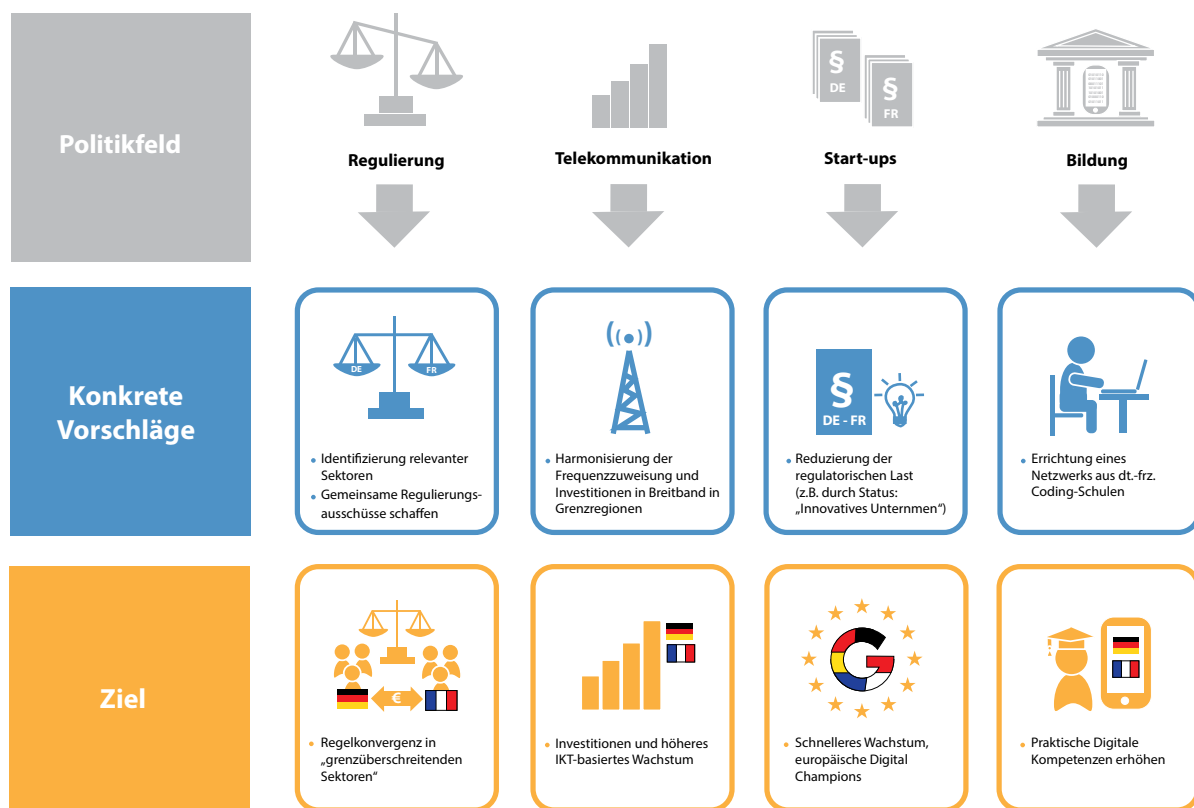 Politikfeld
§
DE
§
FR
Regulierung
Telekommunikation
Start-ups
Bildung
Konkrete
Vorschläge
DE
FR
§
DE - FR
• Identifizierung relevanter
Sektoren
• Gemeinsame Regulierungs-
ausschüsse schaffen
• Harmonisierung der
Frequenzzuweisung und
Investitionen in Breitband in
Grenzregionen
• Reduzierung der
regulatorischen Last
(z.B. durch Status:
„Innovatives Unternmen“)
• Errichtung eines
Netzwerks aus dt.-frz.
Coding-Schulen
Ziel
€
G
• Regelkonvergenz in
„grenzüberschreitenden
Sektoren“
• Investitionen und höheres
IKT-basiertes Wachstum
• Schnelleres Wachstum,
europäische Digital
Champions
• Praktische Digitale
Kompetenzen erhöhen